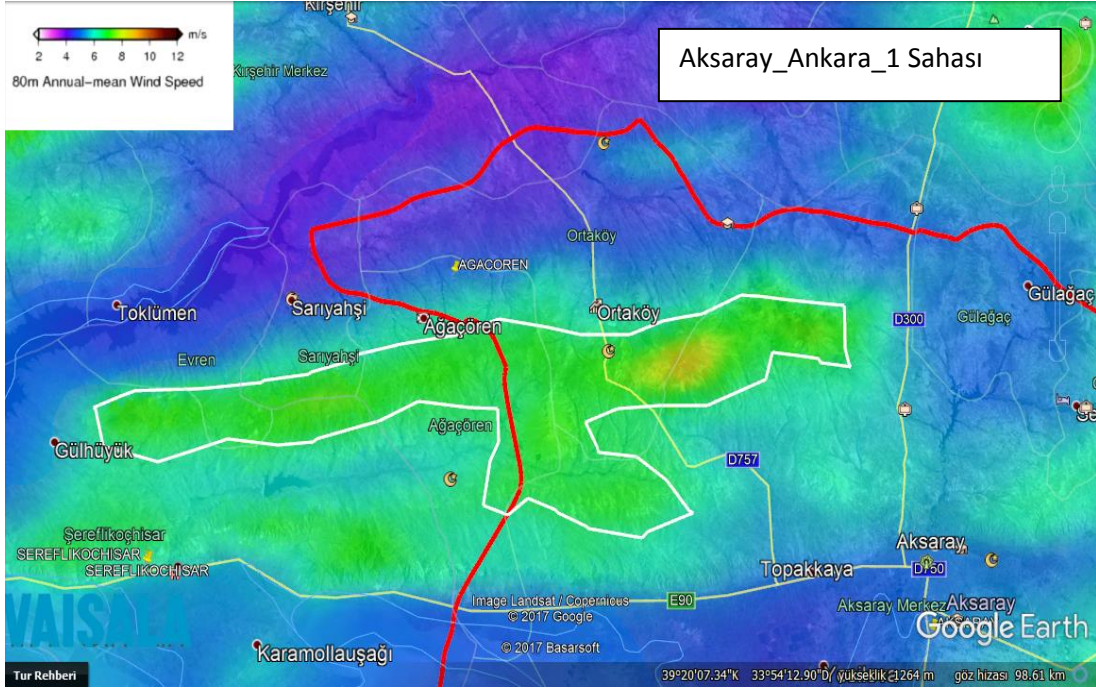 Kırşehir
2 4 6 8 10 12 m/s
80m Annual-mean Wind Speed
Kırşehir Merkez
Aksaray_Ankara_1 Sahası
Ortaköy
AGACOREN
Toklümen
Sarıyahşi
Ağaçören
Ortaköy
D300
Gülağaç
Gülağaç
Evren
Sarıyahşi
Ağaçören
Gülhüyük
D757
Şereflikoçhisar
SEREFLIKOCHISAR
SEREFLIKOCHISAR
Aksaray
D750
Topakkaya
E90
Image Landsat / Copernicus
© 2017 Google
© 2017 Basarsoft
VAISALA
Aksaray Merkez
Aksaray
Google Earth
Karamollauşağı
Tur Rehberi
39°20'07.34"K 33°54'12.90"D yükseklik 1264 m göz hizası 98.61 km